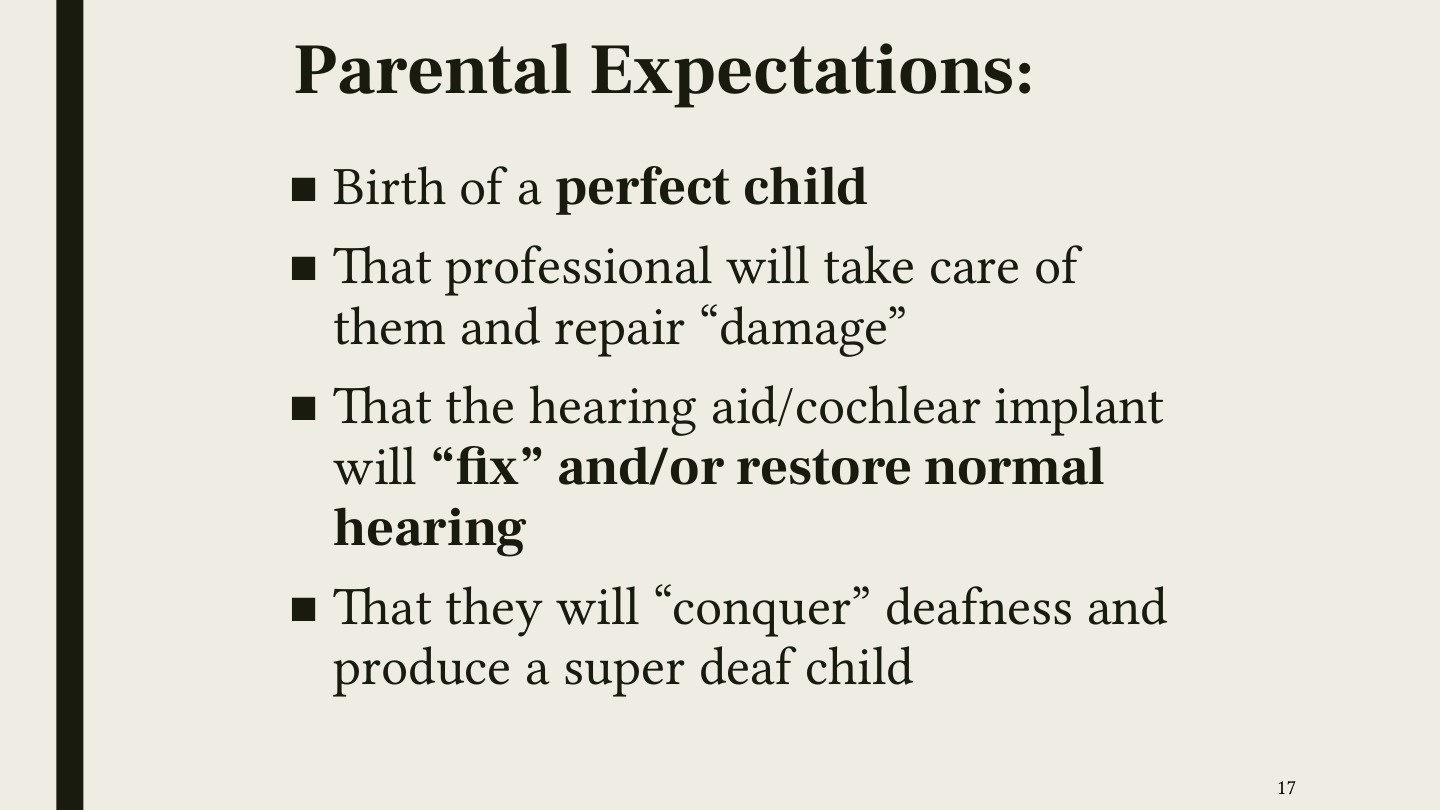 Parental Expectations:
■ Birth of a perfect child
■ That professional will take care of
them and repair “damage”
■ That the hearing aid/cochlear implant
will “fix” and/or restore normal
hearing
■ That they will “conquer” deafness and
produce a super deaf child
17